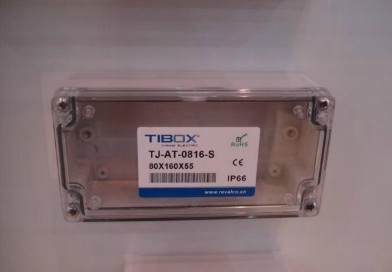 TIBOX
TJ-AT-0816-S
RoHS
80X160X55
CE
IP66